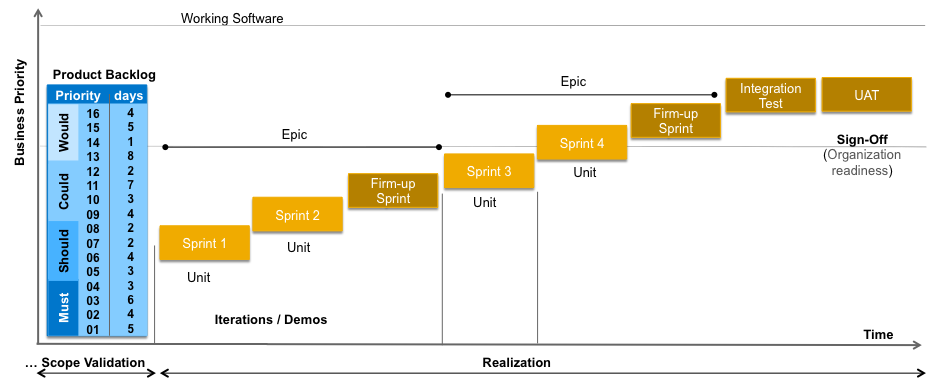 Working Software
Business Priority
Product Backlog
Priority days
Would
16 4
15 5
14 1
13 8
Could
12 2
11 7
10 3
09 4
Should
08 2
07 2
06 4
05 3
Must
04 3
03 6
02 4
01 5
Epic
Sprint 1
Unit
Sprint 2
Unit
Firm-up
Sprint
Epic
Sprint 3
Unit
Sprint 4
Unit
Firm-up
Sprint
Integration
Test
UAT
Sign-Off
(Organization
readiness)
Iterations / Demos
Time
... Scope Validation
Realization